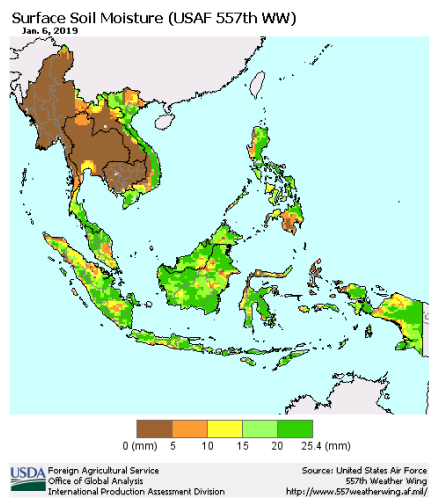 Surface Soil Moisture (USAF 557th WW)
Jan. 6, 2019
0 (mm) 5 10 15 20 25.4 (mm)
USDA Foreign Agricultural Service
Office of Global Analysis
International Production Assessment Division
Source: United States Air Force
557th Weather Wing
http://www.557weatherwing.af.mil/